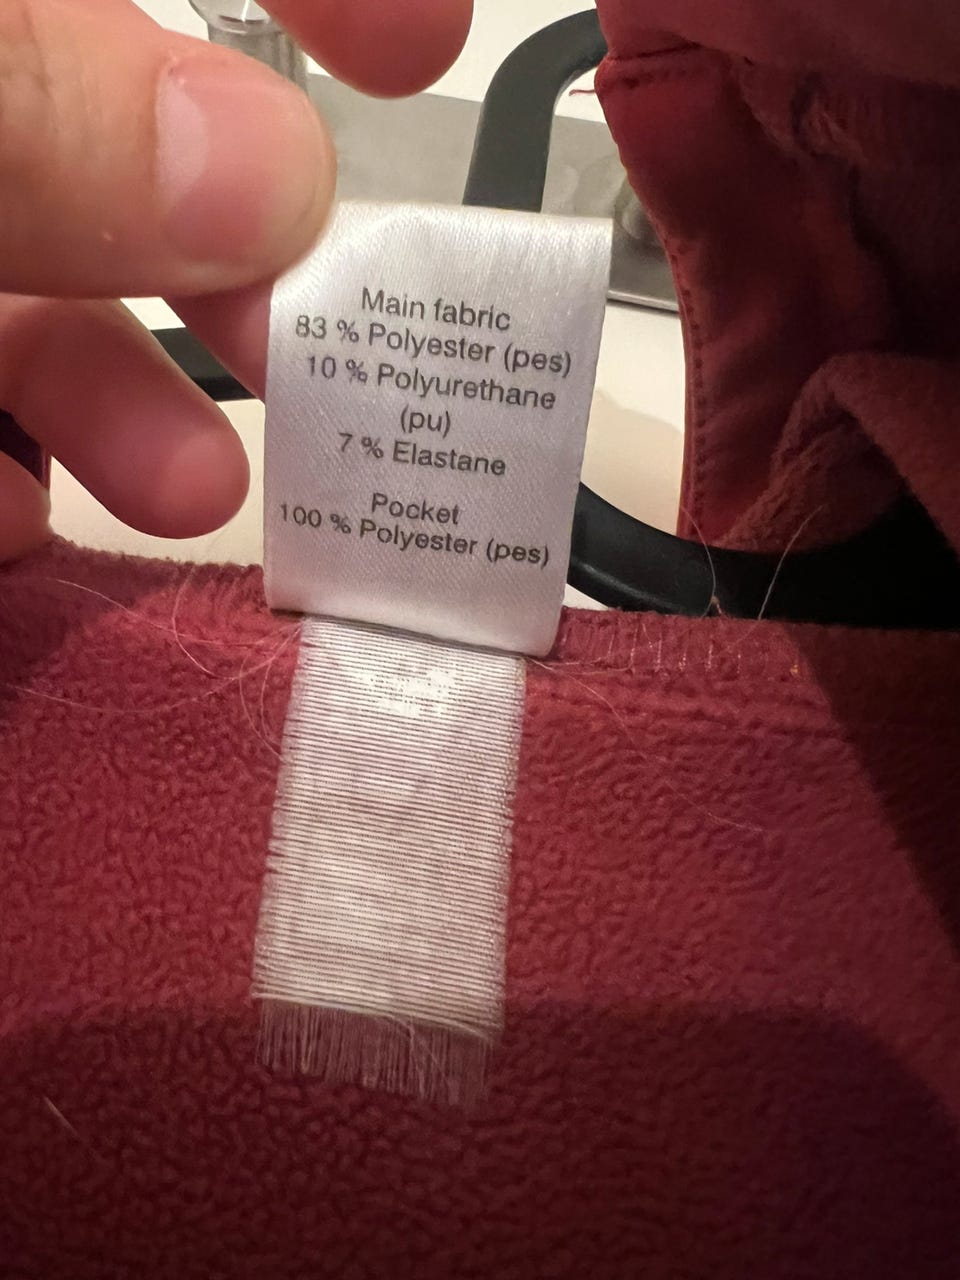 Main fabric
83 % Polyester (pes)
10 % Polyurethane
(pu)
7 % Elastane
Pocket
100 % Polyester (pes)